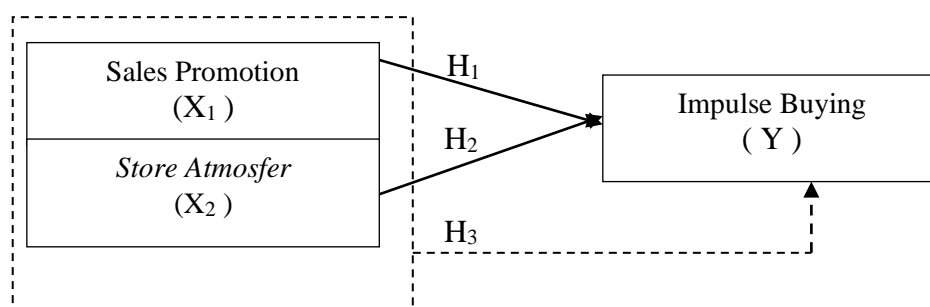 Sales Promotion
(X₁ )
Store Atmosfer
(X₂ )
H₁
H₂
H₃
Impulse Buying
( Y )